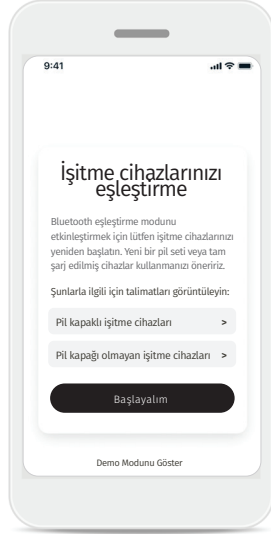 9:41
İşitme cihazlarınızı
eşleştirme
Bluetooth eşleştirme modunu
etkinleştirmek için lütfen işitme cihazlarınızı
yeniden başlatın. Yeni bir pil seti veya tam
şarj edilmiş cihazlar kullanmanızı öneririz.
Şunlarla ilgili için talimatları görüntüleyin:
Pil kapaklı işitme cihazları >
Pil kapağı olmayan işitme cihazları >
Başlayalım
Demo Modunu Göster